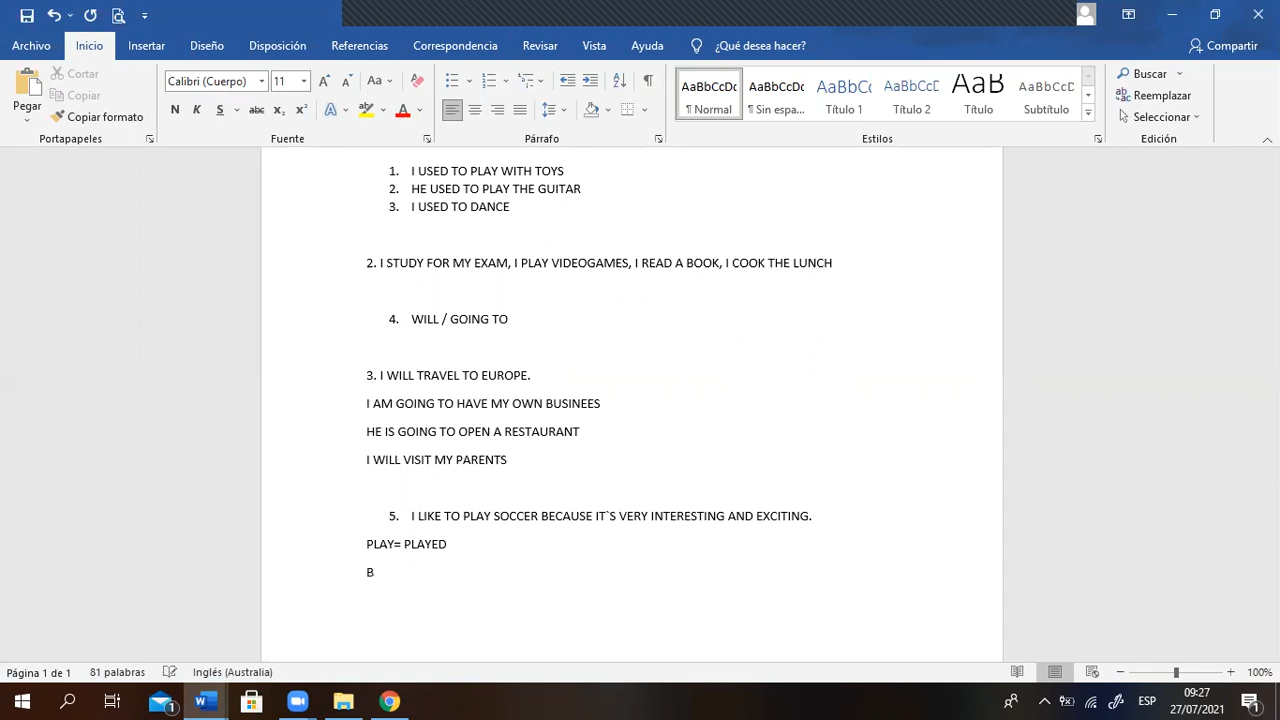 Archivo Inicio Insertar Diseño Disposición Referencias Correspondencia Revisar Vista Ayuda ¿Qué desea hacer? Compartir
Pegar
Cortar
Copiar
Copiar formato
Portapapeles
Calibri (Cuerpo) 11
N K S abc X₂ X²
Fuente
Párrafo
AaBbCcDc AaBbCcDc AaBbCc AaBbCcD AaB AaBbCcD
¶ Normal ¶ Sin espa... Título 1 Título 2 Título Subtítulo
Estilos
Buscar
Reemplazar
Seleccionar
Edición
1. I USED TO PLAY WITH TOYS
2. HE USED TO PLAY THE GUITAR
3. I USED TO DANCE
2. I STUDY FOR MY EXAM, I PLAY VIDEOGAMES, I READ A BOOK, I COOK THE LUNCH
4. WILL / GOING TO
3. I WILL TRAVEL TO EUROPE.
I AM GOING TO HAVE MY OWN BUSINEES
HE IS GOING TO OPEN A RESTAURANT
I WILL VISIT MY PARENTS
5. I LIKE TO PLAY SOCCER BECAUSE IT`S VERY INTERESTING AND EXCITING.
PLAY= PLAYED
B
Página 1 de 1 81 palabras Inglés (Australia) 100%
ESP 09:27
27/07/2021